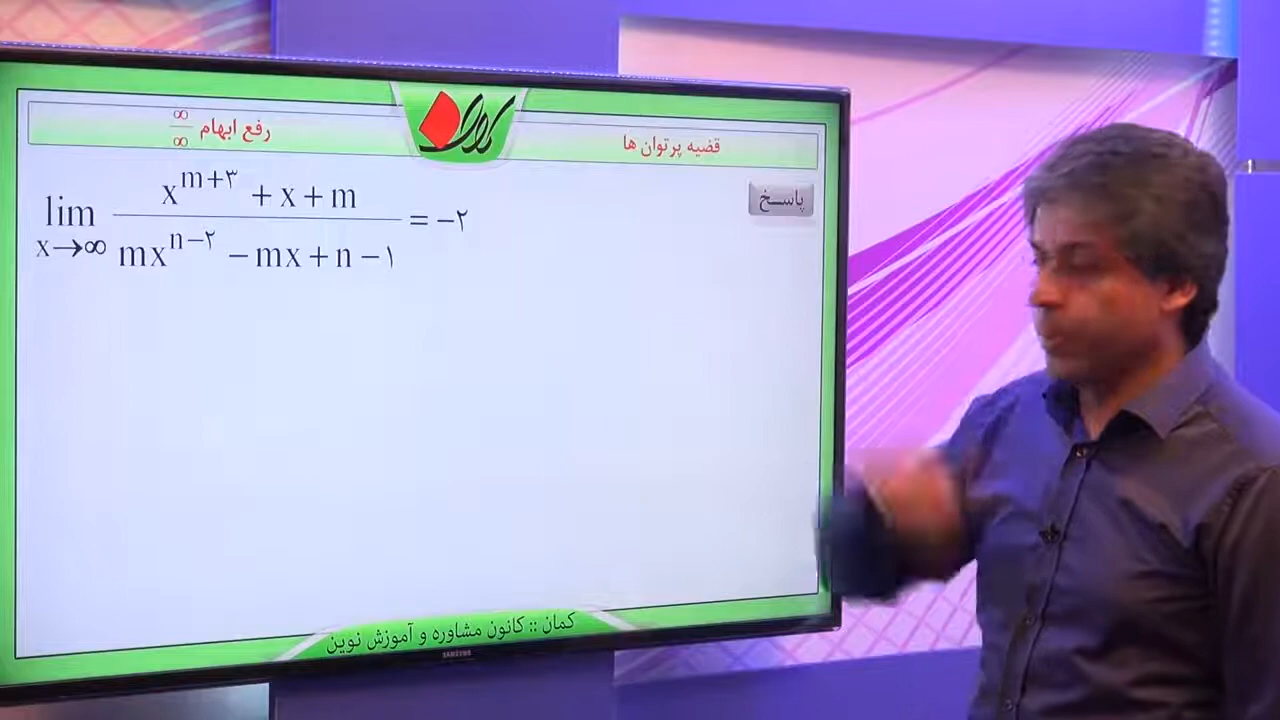 قضیه پرتوان ها
رفع ابهام ∞/∞
پاسخ
lim x→∞ (x^(m+۳) + x + m)/(mx^(n−۲) − mx + n − ۱) = −۲
کمان :: کانون مشاوره و آموزش نوین
SAMSUNG